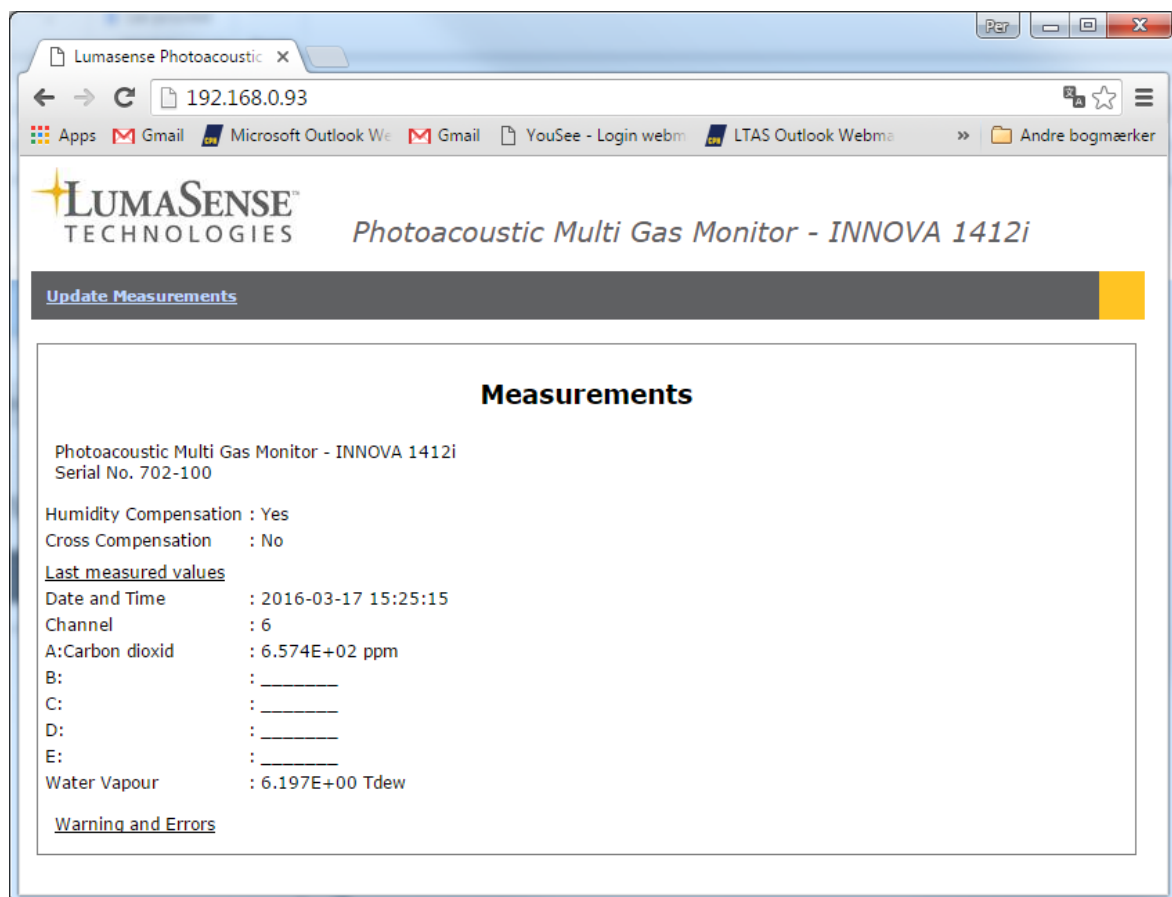 Per
Lumasense Photoacoustic
192.168.0.93
Apps Gmail Microsoft Outlook We Gmail YouSee - Login webm LTAS Outlook Webma » Andre bogmærker
LUMASENSE™
TECHNOLOGIES
Photoacoustic Multi Gas Monitor - INNOVA 1412i
Update Measurements
Measurements
Photoacoustic Multi Gas Monitor - INNOVA 1412i
Serial No. 702-100
Humidity Compensation : Yes
Cross Compensation : No
Last measured values
Date and Time : 2016-03-17 15:25:15
Channel : 6
A:Carbon dioxid : 6.574E+02 ppm
B: : _______
C: : _______
D: : _______
E: : _______
Water Vapour : 6.197E+00 Tdew
Warning and Errors